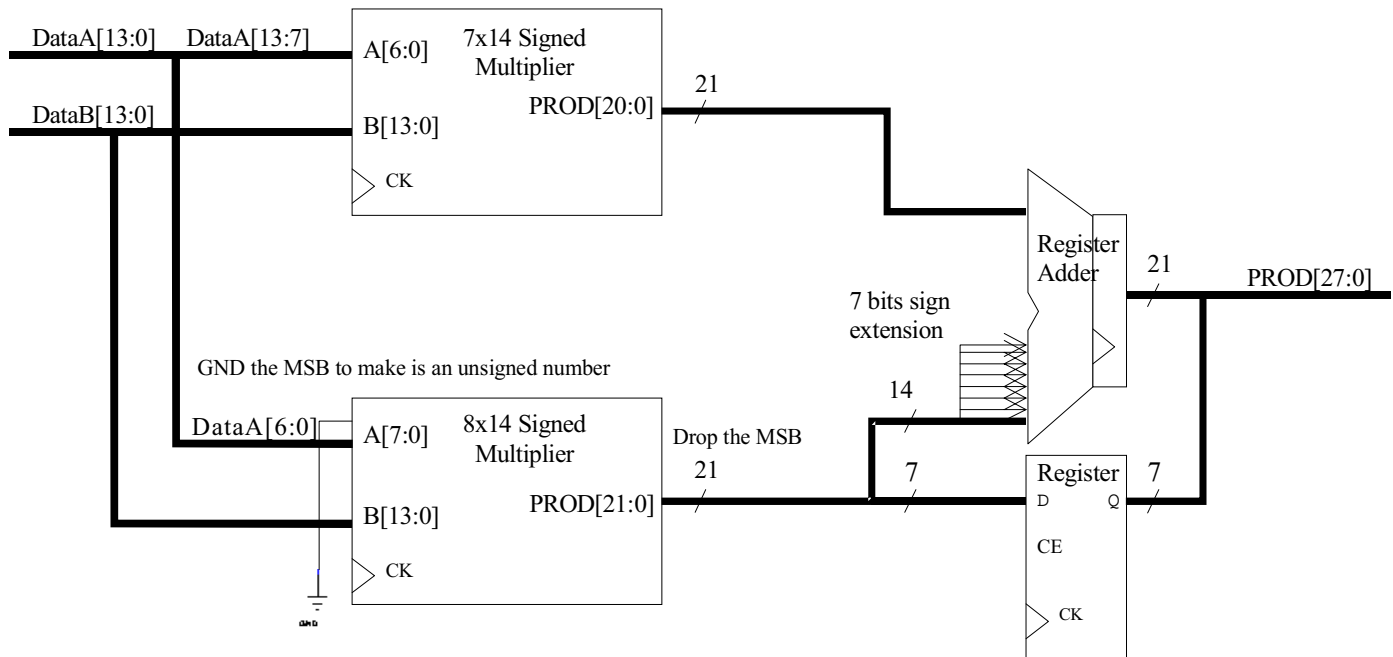 DataA[13:0]
DataA[13:7]
DataB[13:0]
A[6:0]
7x14 Signed
Multiplier
PROD[20:0]
B[13:0]
CK
21
Register
Adder
21
PROD[27:0]
7 bits sign
extension
GND the MSB to make is an unsigned number
DataA[6:0]
A[7:0]
8x14 Signed
Multiplier
PROD[21:0]
B[13:0]
CK
Drop the MSB
21
14
7
Register
D
Q
CE
CK
7
GND